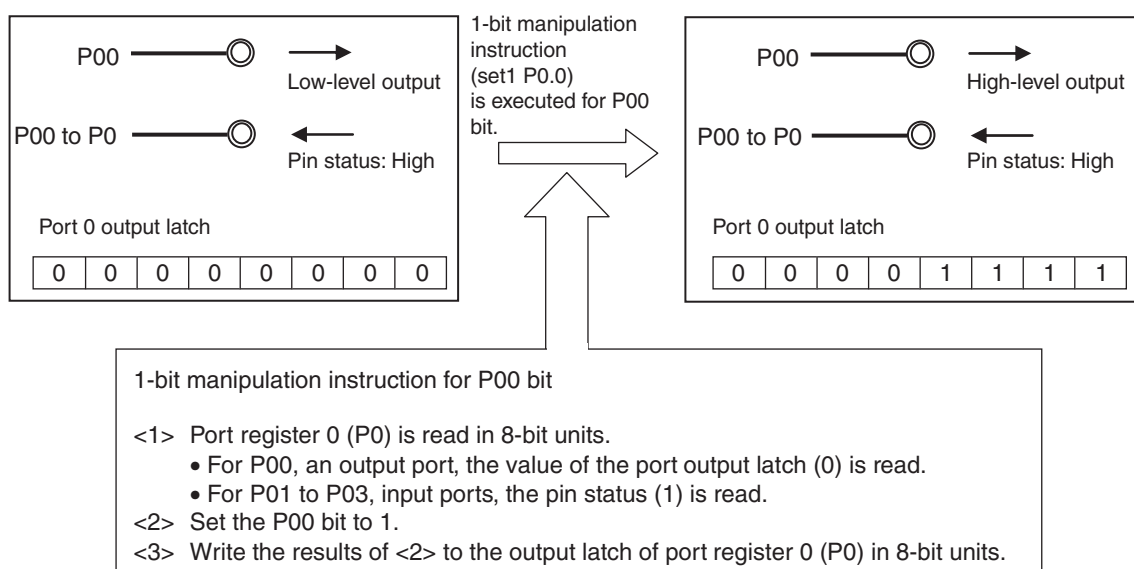 P00
Low-level output
P00 to P0
Pin status: High
Port 0 output latch
0 0 0 0 0 0 0 0
1-bit manipulation
instruction
(set1 P0.0)
is executed for P00
bit.
P00
High-level output
P00 to P0
Pin status: High
Port 0 output latch
0 0 0 0 1 1 1 1
1-bit manipulation instruction for P00 bit
<1> Port register 0 (P0) is read in 8-bit units.
• For P00, an output port, the value of the port output latch (0) is read.
• For P01 to P03, input ports, the pin status (1) is read.
<2> Set the P00 bit to 1.
<3> Write the results of <2> to the output latch of port register 0 (P0) in 8-bit units.